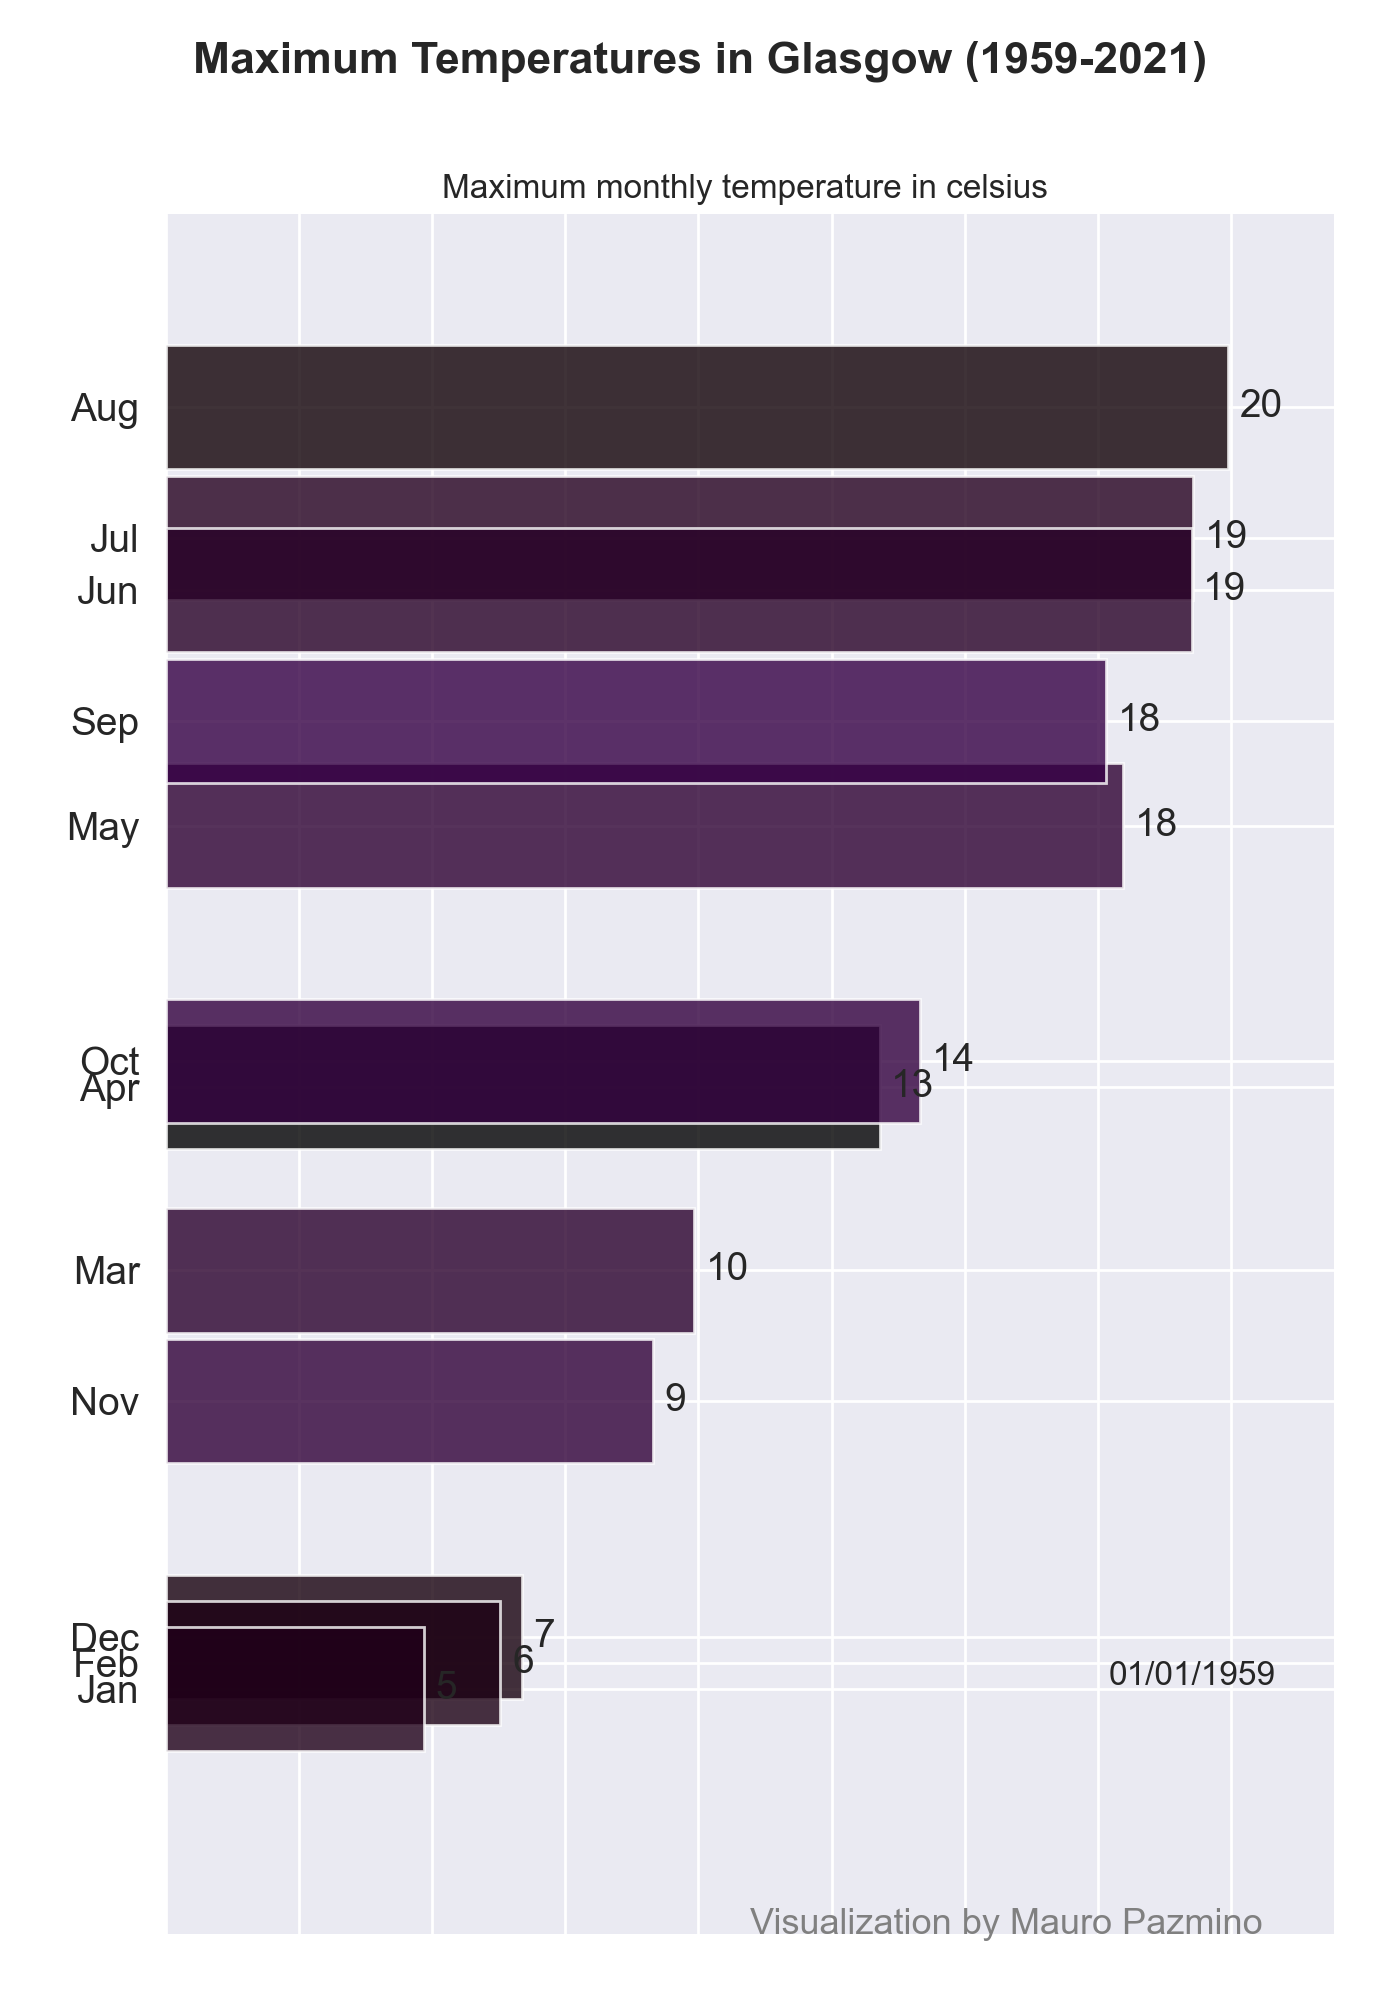 Maximum Temperatures in Glasgow (1959-2021)
Maximum monthly temperature in celsius
Aug 20
Jul 19
Jun 19
Sep 18
May 18
Oct 14
Apr 13
Mar 10
Nov 9
Dec 7
Feb 6
Jan 5
01/01/1959
Visualization by Mauro Pazmino